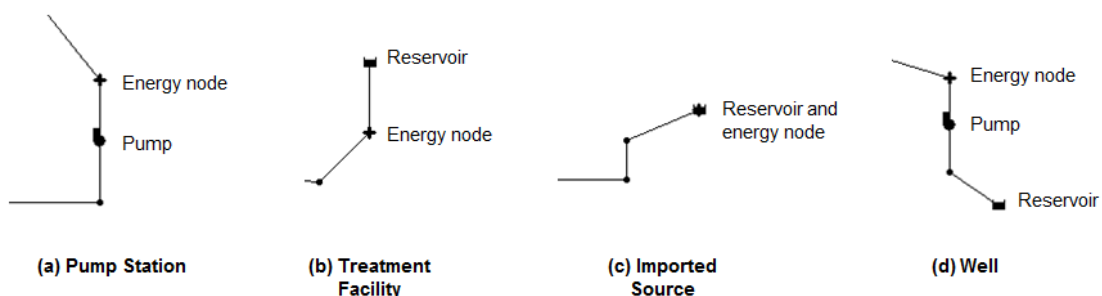 Energy node
Pump
(a) Pump Station
Reservoir
Energy node
(b) Treatment
Facility
Reservoir and
energy node
(c) Imported
Source
Energy node
Pump
Reservoir
(d) Well